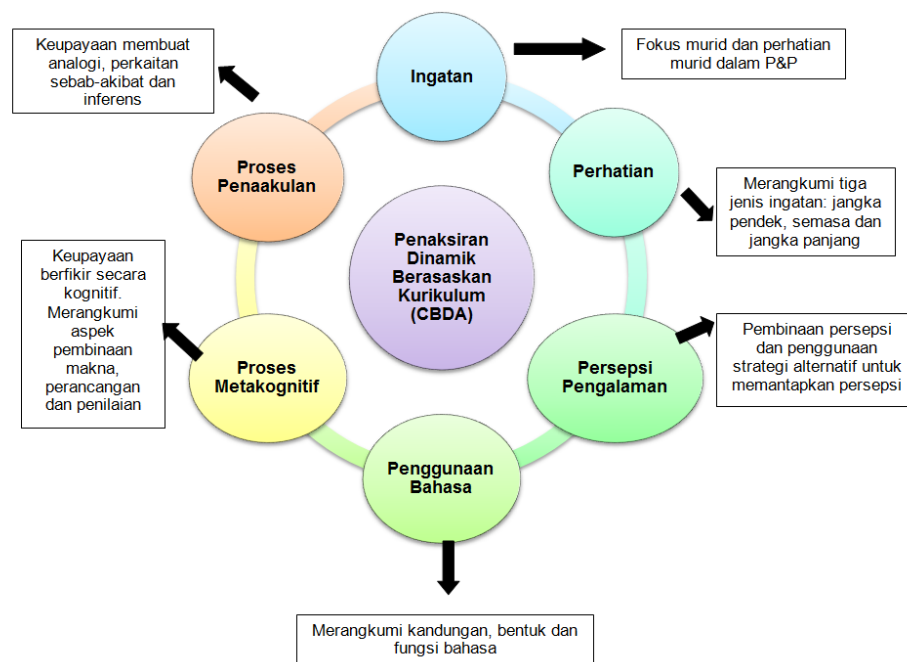 Keupayaan membuat
analogi, perkaitan
sebab-akibat dan
inferens
Ingatan
Fokus murid dan perhatian
murid dalam P&P
Proses
Penaakulan
Perhatian
Merangkumi tiga
jenis ingatan: jangka
pendek, semasa dan
jangka panjang
Penaksiran
Dinamik
Berasaskan
Kurikulum
(CBDA)
Keupayaan
berfikir secara
kognitif.
Merangkumi
aspek
pembinaan
makna,
perancangan
dan penilaian
Proses
Metakognitif
Persepsi
Pengalaman
Pembinaan persepsi
dan penggunaan
strategi alternatif untuk
memantapkan persepsi
Penggunaan
Bahasa
Merangkumi kandungan, bentuk dan
fungsi bahasa